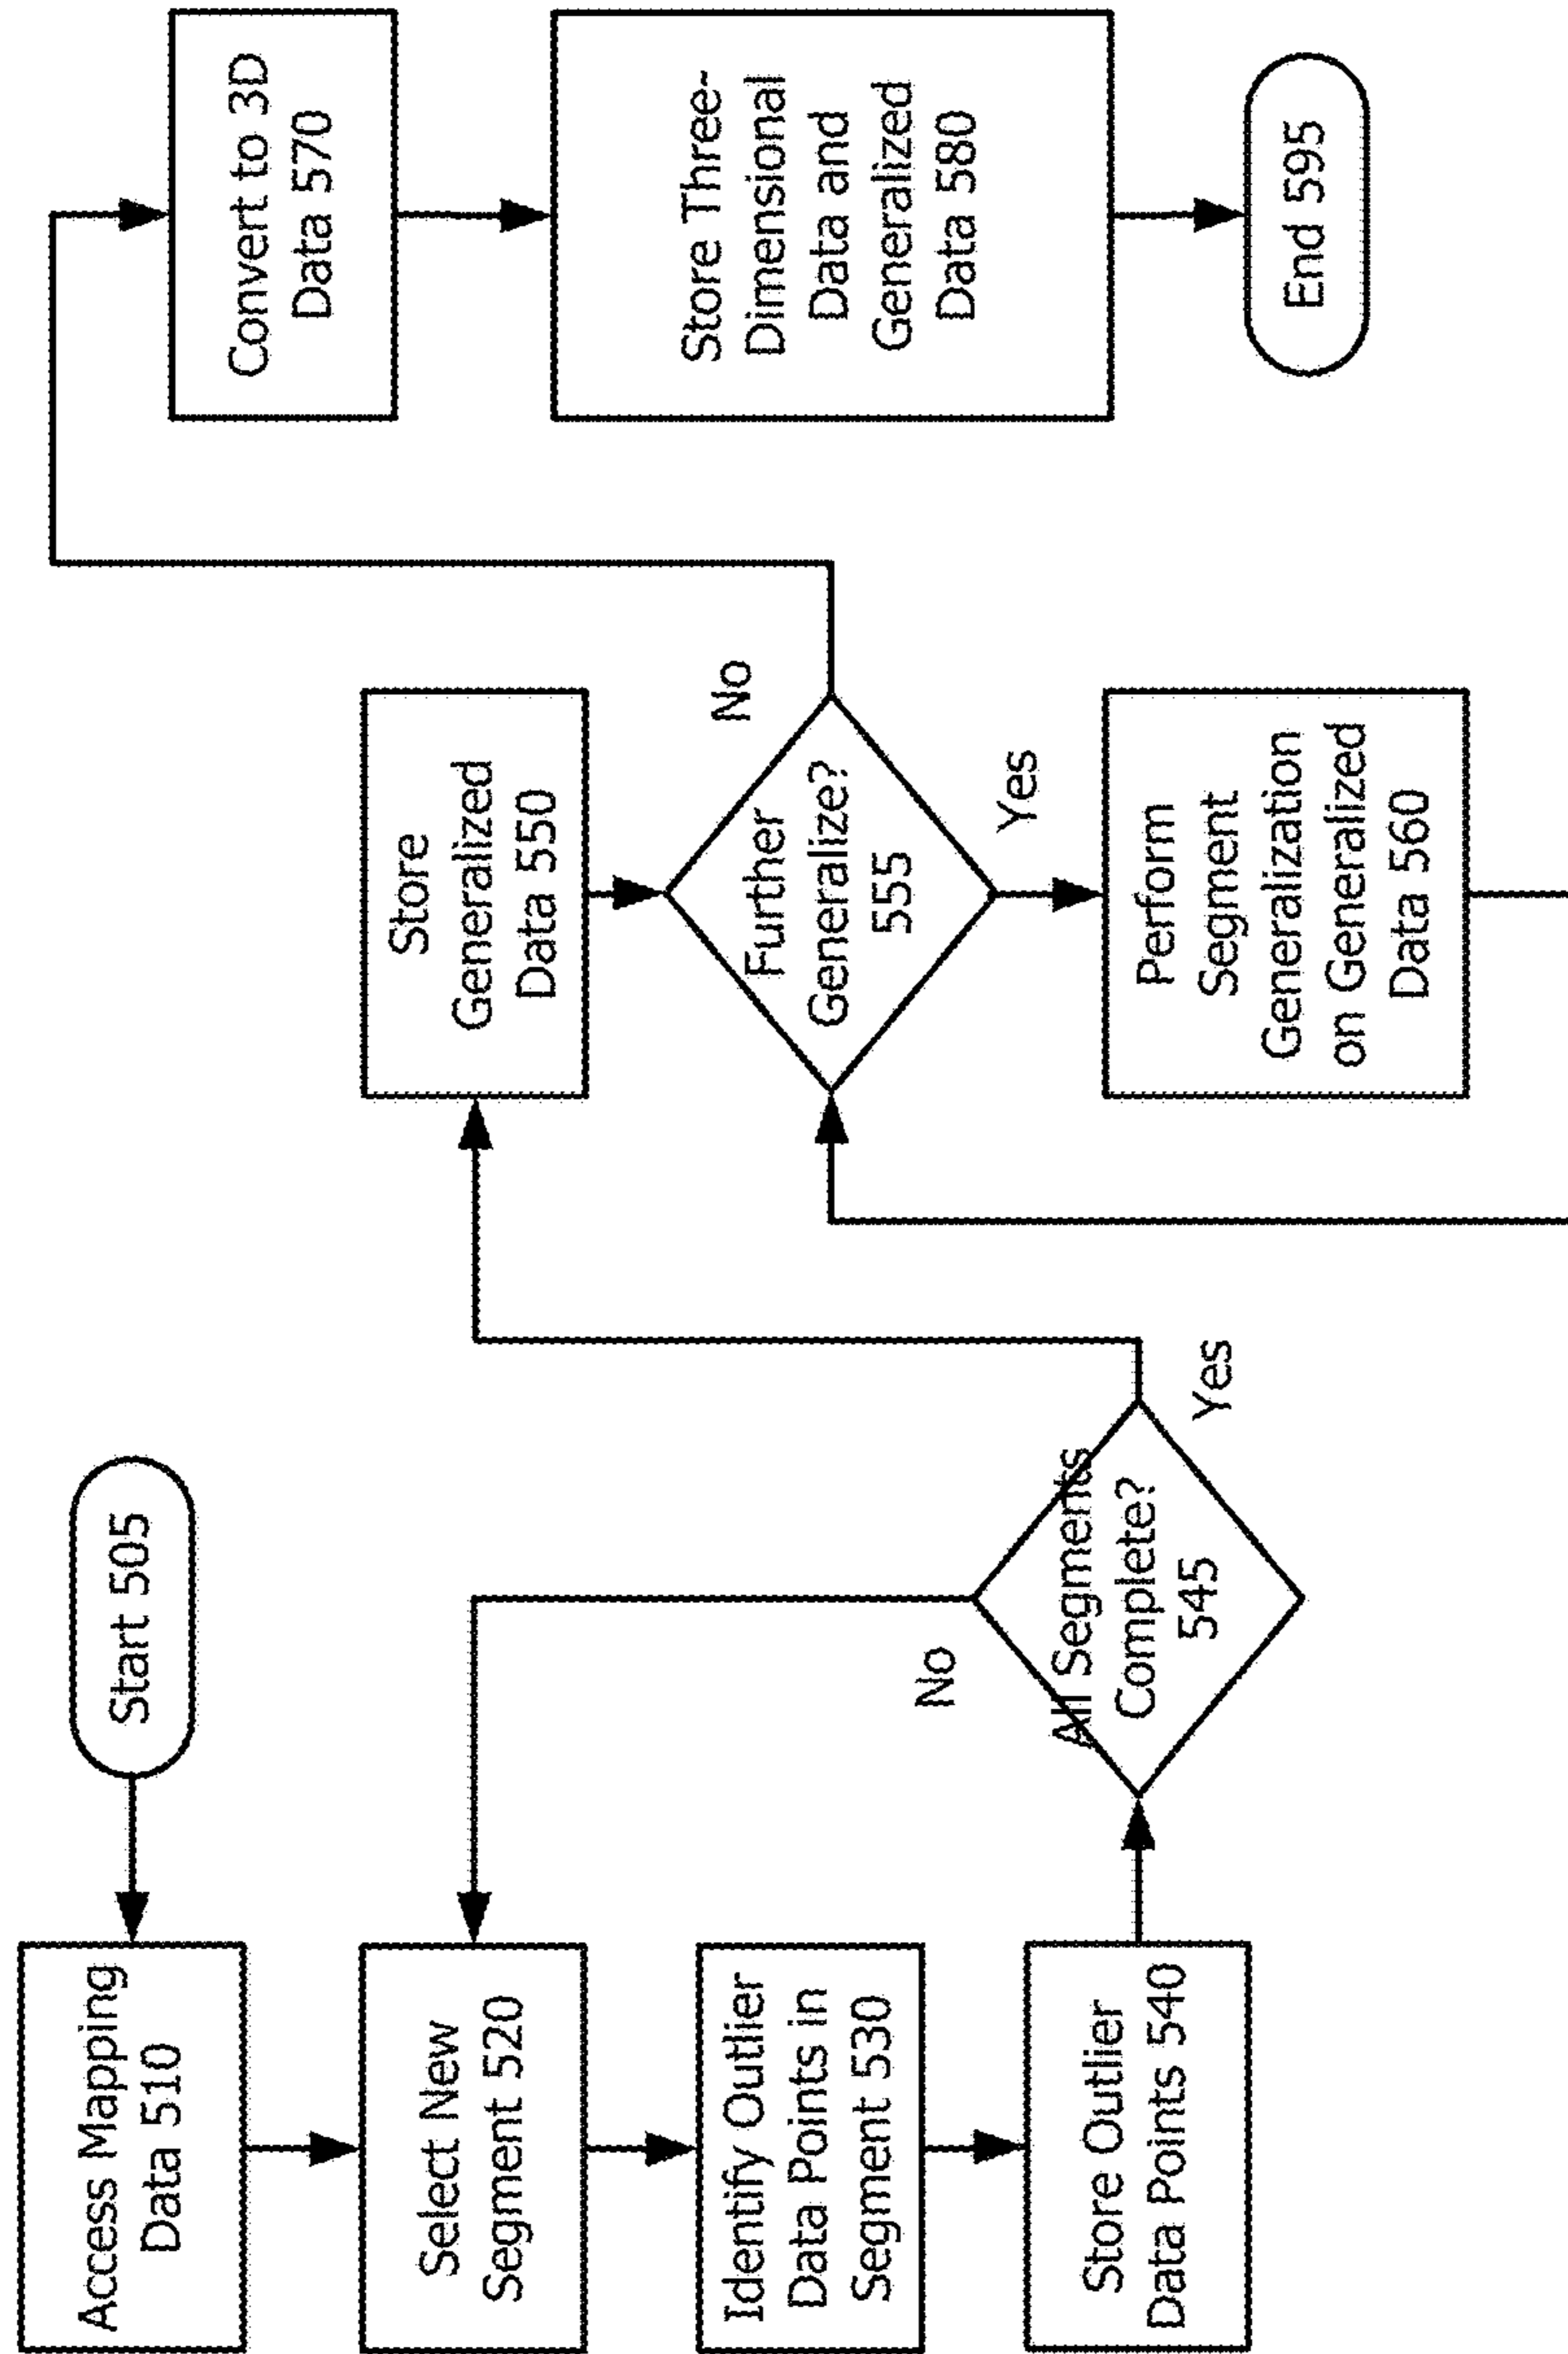 Start 505
Access Mapping
Data 510
Select New
Segment 520
Identify Outlier
Data Points in
Segment 530
Store Outlier
Data Points 540
All Segments
Complete?
545
No
Yes
Store
Generalized
Data 550
Further
Generalize?
555
No
Yes
Perform
Segment
Generalization
on Generalized
Data 560
Convert to 3D
Data 570
Store Three-
Dimensional
Data and
Generalized
Data 580
End 595